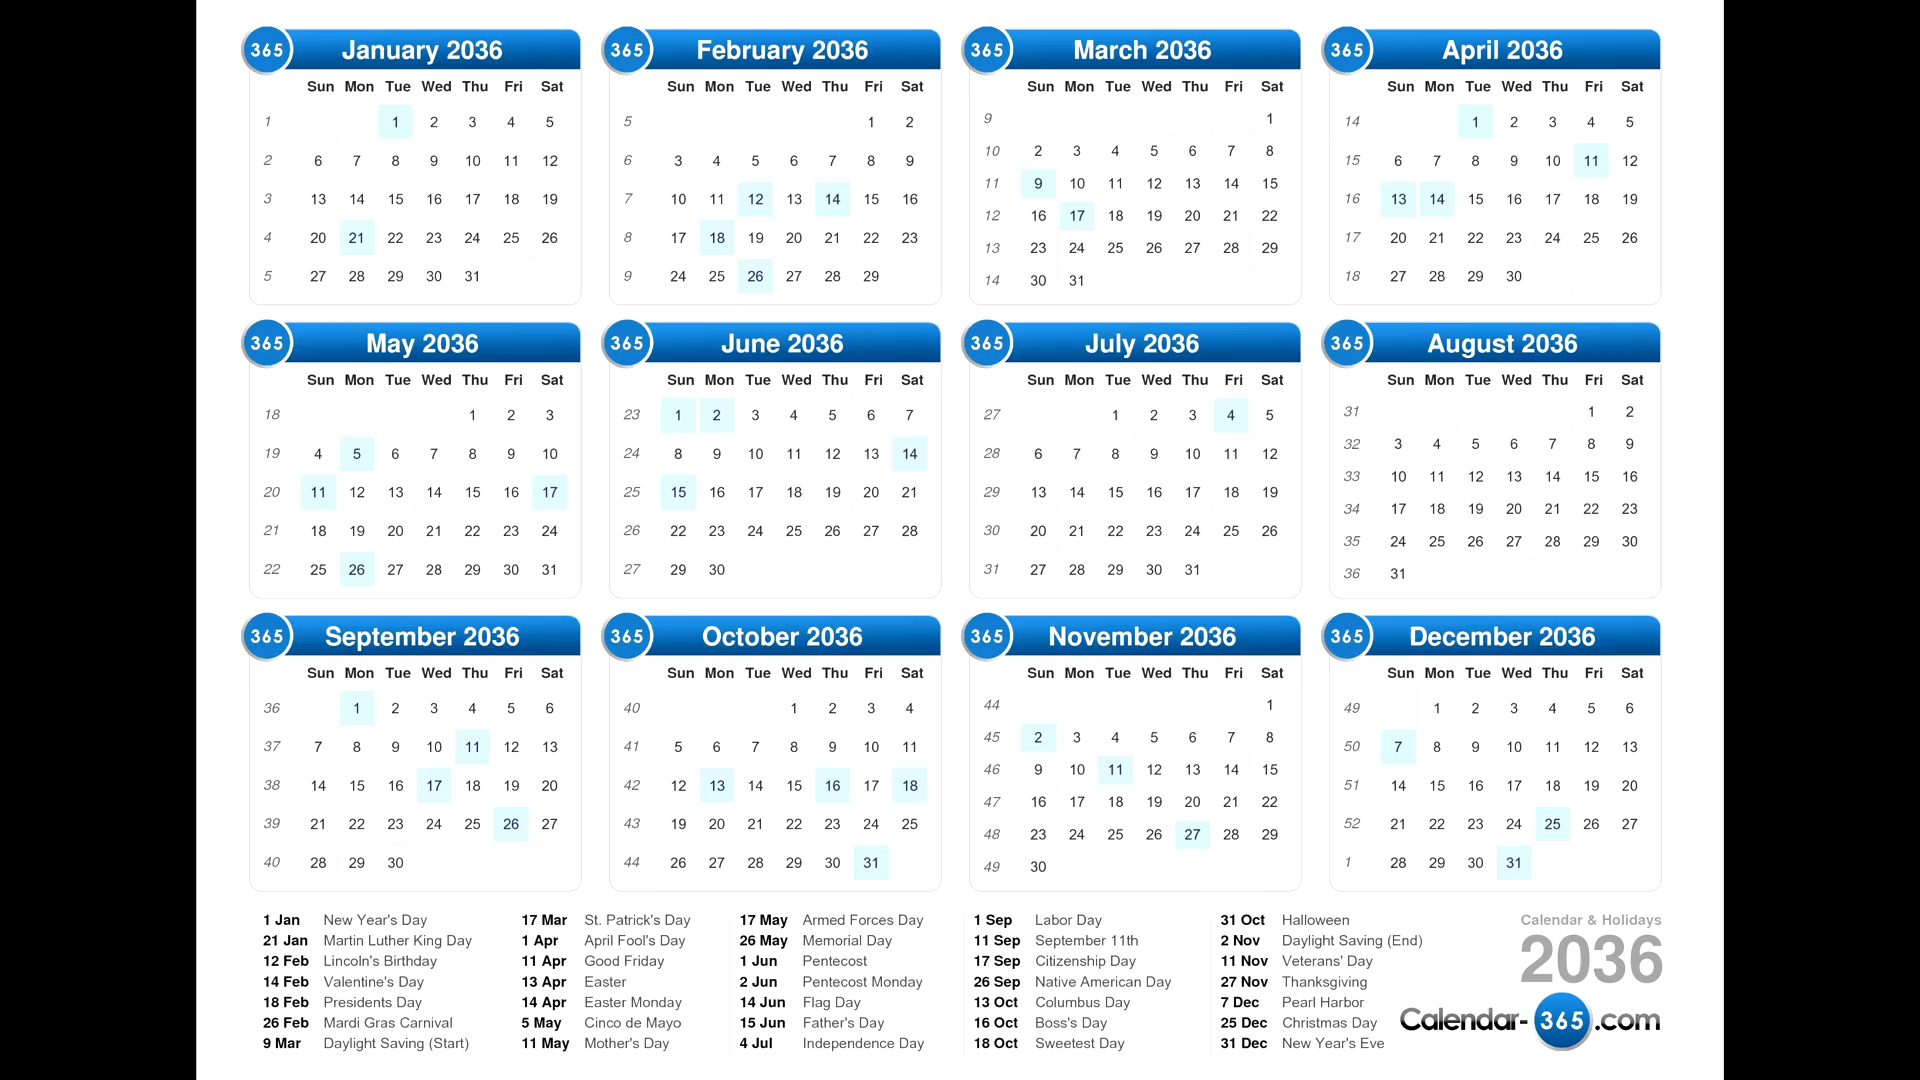 365 January 2036
Sun Mon Tue Wed Thu Fri Sat
1 1 2 3 4 5
2 6 7 8 9 10 11 12
3 13 14 15 16 17 18 19
4 20 21 22 23 24 25 26
5 27 28 29 30 31
365 February 2036
Sun Mon Tue Wed Thu Fri Sat
5 1 2
6 3 4 5 6 7 8 9
7 10 11 12 13 14 15 16
8 17 18 19 20 21 22 23
9 24 25 26 27 28 29
365 March 2036
Sun Mon Tue Wed Thu Fri Sat
9 1
10 2 3 4 5 6 7 8
11 9 10 11 12 13 14 15
12 16 17 18 19 20 21 22
13 23 24 25 26 27 28 29
14 30 31
365 April 2036
Sun Mon Tue Wed Thu Fri Sat
14 1 2 3 4 5
15 6 7 8 9 10 11 12
16 13 14 15 16 17 18 19
17 20 21 22 23 24 25 26
18 27 28 29 30
365 May 2036
Sun Mon Tue Wed Thu Fri Sat
18 1 2 3
19 4 5 6 7 8 9 10
20 11 12 13 14 15 16 17
21 18 19 20 21 22 23 24
22 25 26 27 28 29 30 31
365 June 2036
Sun Mon Tue Wed Thu Fri Sat
23 1 2 3 4 5 6 7
24 8 9 10 11 12 13 14
25 15 16 17 18 19 20 21
26 22 23 24 25 26 27 28
27 29 30
365 July 2036
Sun Mon Tue Wed Thu Fri Sat
27 1 2 3 4 5
28 6 7 8 9 10 11 12
29 13 14 15 16 17 18 19
30 20 21 22 23 24 25 26
31 27 28 29 30 31
365 August 2036
Sun Mon Tue Wed Thu Fri Sat
31 1 2
32 3 4 5 6 7 8 9
33 10 11 12 13 14 15 16
34 17 18 19 20 21 22 23
35 24 25 26 27 28 29 30
36 31
365 September 2036
Sun Mon Tue Wed Thu Fri Sat
36 1 2 3 4 5 6
37 7 8 9 10 11 12 13
38 14 15 16 17 18 19 20
39 21 22 23 24 25 26 27
40 28 29 30
365 October 2036
Sun Mon Tue Wed Thu Fri Sat
40 1 2 3 4
41 5 6 7 8 9 10 11
42 12 13 14 15 16 17 18
43 19 20 21 22 23 24 25
44 26 27 28 29 30 31
365 November 2036
Sun Mon Tue Wed Thu Fri Sat
44 1
45 2 3 4 5 6 7 8
46 9 10 11 12 13 14 15
47 16 17 18 19 20 21 22
48 23 24 25 26 27 28 29
49 30
365 December 2036
Sun Mon Tue Wed Thu Fri Sat
49 1 2 3 4 5 6
50 7 8 9 10 11 12 13
51 14 15 16 17 18 19 20
52 21 22 23 24 25 26 27
1 28 29 30 31
1 Jan New Year's Day
21 Jan Martin Luther King Day
12 Feb Lincoln's Birthday
14 Feb Valentine's Day
18 Feb Presidents Day
26 Feb Mardi Gras Carnival
9 Mar Daylight Saving (Start)
17 Mar St. Patrick's Day
1 Apr April Fool's Day
11 Apr Good Friday
13 Apr Easter
14 Apr Easter Monday
5 May Cinco de Mayo
11 May Mother's Day
17 May Armed Forces Day
26 May Memorial Day
1 Jun Pentecost
2 Jun Pentecost Monday
14 Jun Flag Day
15 Jun Father's Day
4 Jul Independence Day
1 Sep Labor Day
11 Sep September 11th
17 Sep Citizenship Day
26 Sep Native American Day
13 Oct Columbus Day
16 Oct Boss's Day
18 Oct Sweetest Day
31 Oct Halloween
2 Nov Daylight Saving (End)
11 Nov Veterans' Day
27 Nov Thanksgiving
7 Dec Pearl Harbor
25 Dec Christmas Day
31 Dec New Year's Eve
Calendar & Holidays
2036
Calendar-365.com